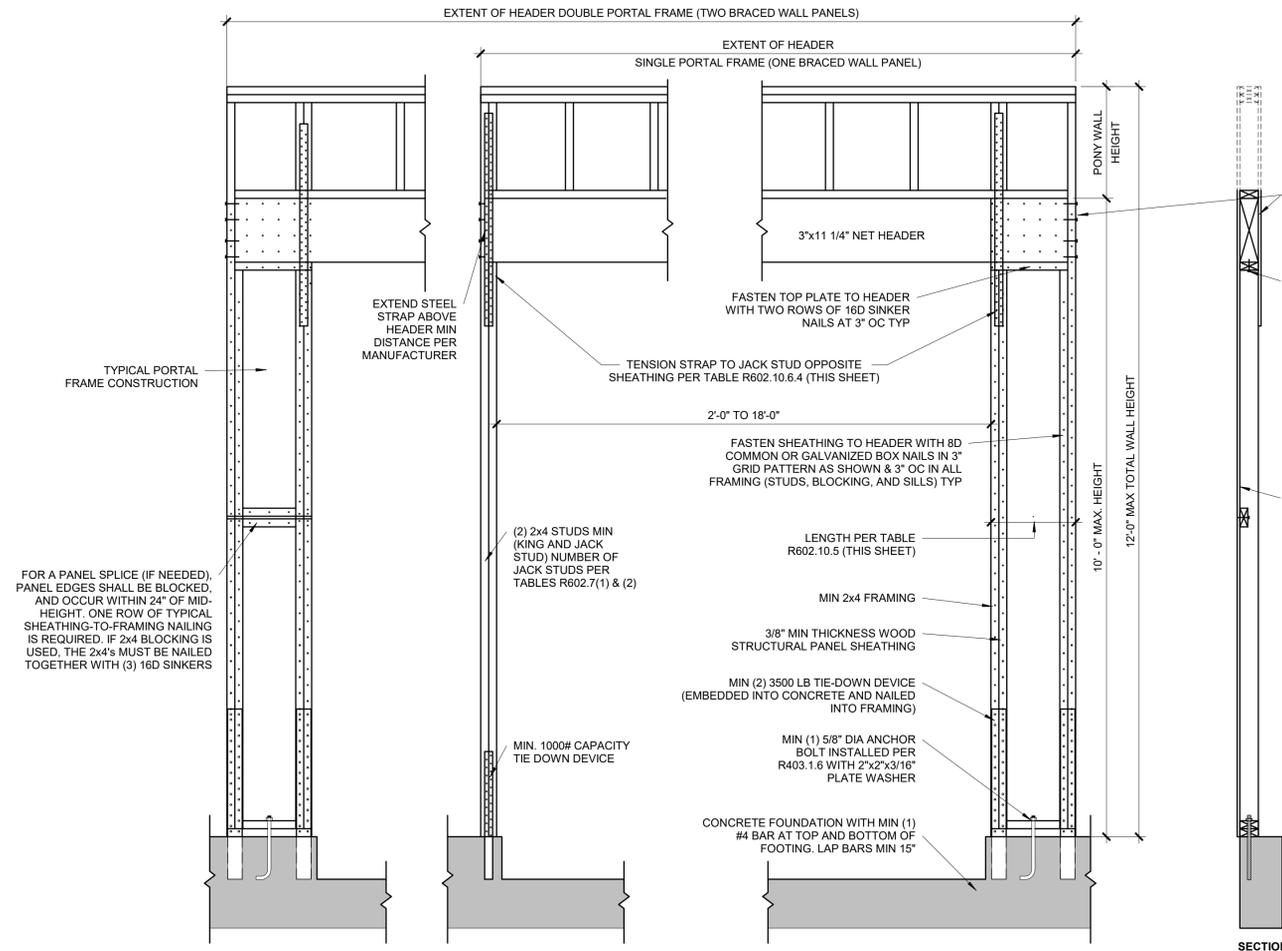 EXTENT OF HEADER DOUBLE PORTAL FRAME (TWO BRACED WALL PANELS)
EXTENT OF HEADER
SINGLE PORTAL FRAME (ONE BRACED WALL PANEL)
PONY WALL
HEIGHT
3"x11 1/4" NET HEADER
EXTEND STEEL
STRAP ABOVE
HEADER MIN
DISTANCE PER
MANUFACTURER
FASTEN TOP PLATE TO HEADER
WITH TWO ROWS OF 16D SINKER
NAILS AT 3" OC TYP
TYPICAL PORTAL
FRAME CONSTRUCTION
TENSION STRAP TO JACK STUD OPPOSITE
SHEATHING PER TABLE R602.10.6.4 (THIS SHEET)
2'-0" TO 18'-0"
FASTEN SHEATHING TO HEADER WITH 8D
COMMON OR GALVANIZED BOX NAILS IN 3"
GRID PATTERN AS SHOWN & 3" OC IN ALL
FRAMING (STUDS, BLOCKING, AND SILLS) TYP
10' - 0" MAX. HEIGHT
12'-0" MAX TOTAL WALL HEIGHT
(2) 2x4 STUDS MIN
(KING AND JACK
STUD) NUMBER OF
JACK STUDS PER
TABLES R602.7(1) & (2)
LENGTH PER TABLE
R602.10.5 (THIS SHEET)
FOR A PANEL SPLICE (IF NEEDED),
PANEL EDGES SHALL BE BLOCKED,
AND OCCUR WITHIN 24" OF MID-
HEIGHT. ONE ROW OF TYPICAL
SHEATHING-TO-FRAMING NAILING
IS REQUIRED. IF 2x4 BLOCKING IS
USED, THE 2x4's MUST BE NAILED
TOGETHER WITH (3) 16D SINKERS
MIN 2x4 FRAMING
3/8" MIN THICKNESS WOOD
STRUCTURAL PANEL SHEATHING
MIN (2) 3500 LB TIE-DOWN DEVICE
(EMBEDDED INTO CONCRETE AND NAILED
INTO FRAMING)
MIN. 1000# CAPACITY
TIE DOWN DEVICE
MIN (1) 5/8" DIA ANCHOR
BOLT INSTALLED PER
R403.1.6 WITH 2"x2"x3/16"
PLATE WASHER
CONCRETE FOUNDATION WITH MIN (1)
#4 BAR AT TOP AND BOTTOM OF
FOOTING. LAP BARS MIN 15"
SECTION